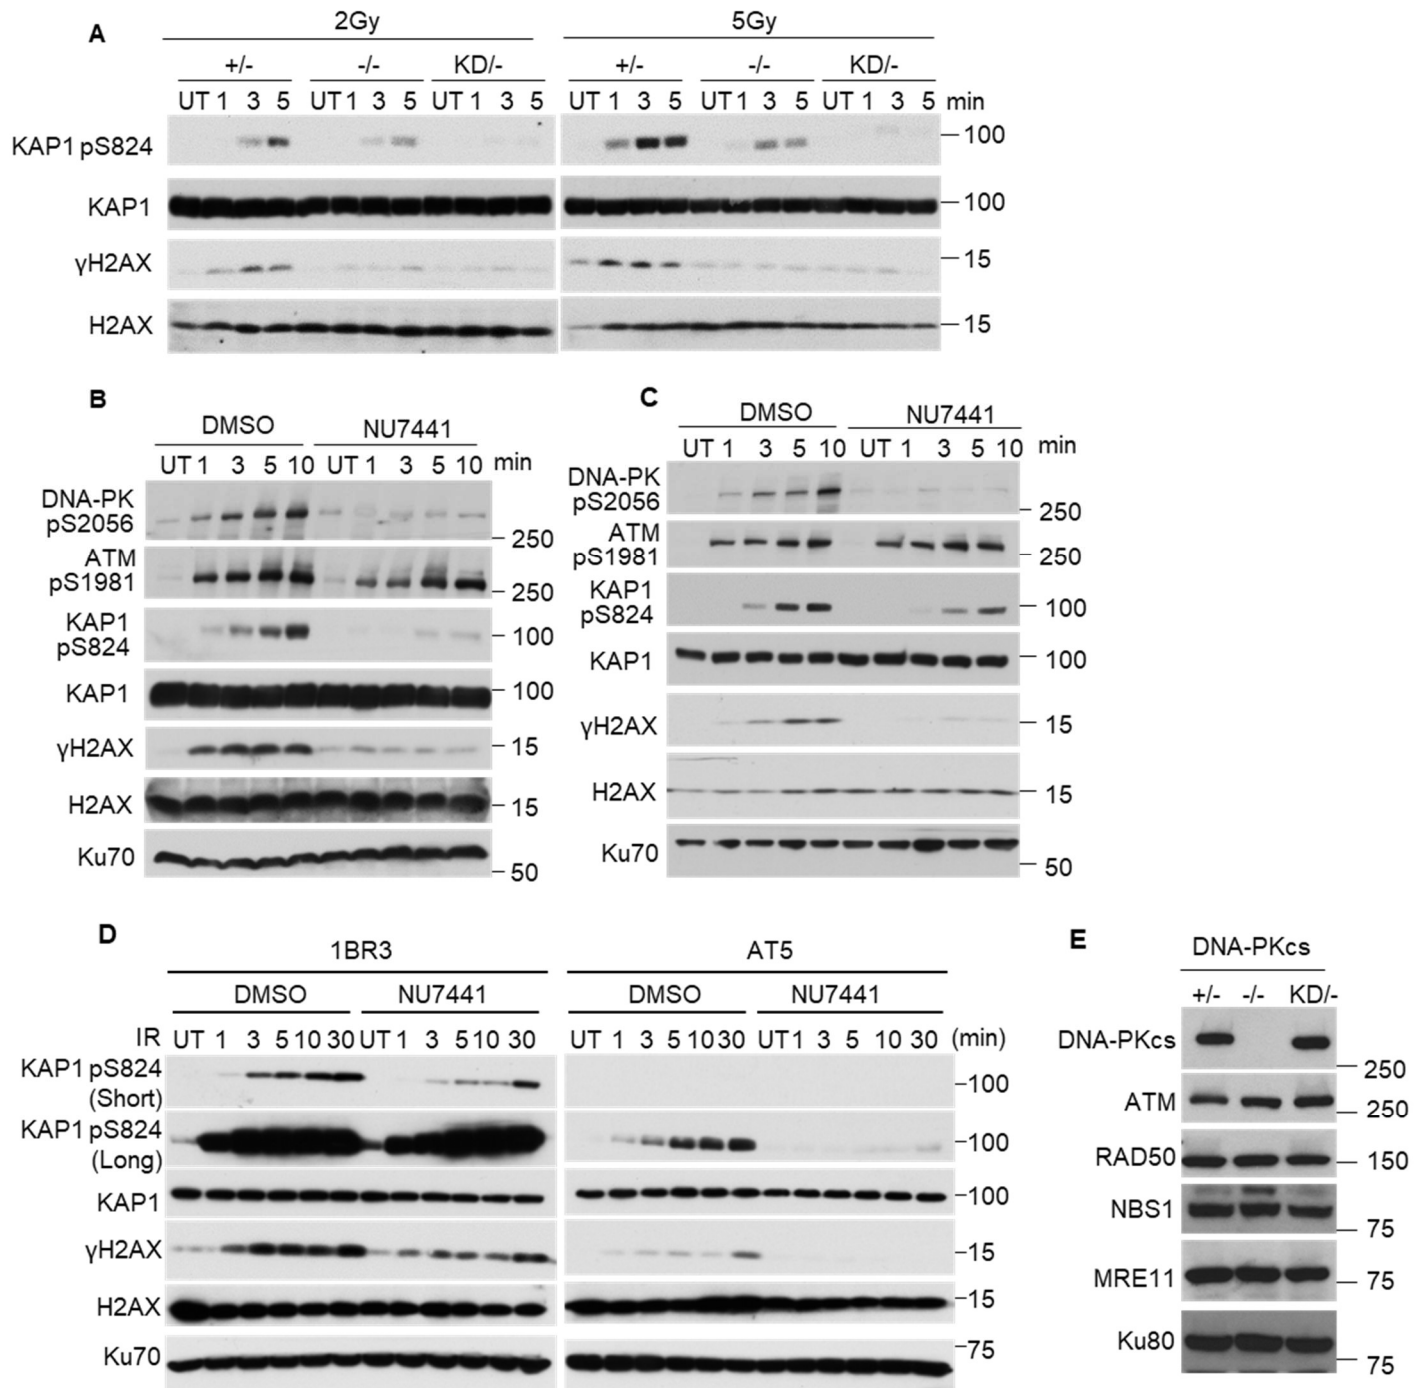 A
2Gy 5Gy
+/- -/- KD/- +/- -/- KD/-
UT 1 3 5 UT 1 3 5 UT 1 3 5 UT 1 3 5 UT 1 3 5 UT 1 3 5 min
KAP1 pS824 100
KAP1 100
γH2AX 15
H2AX 15
B
DMSO NU7441
UT 1 3 5 10 UT 1 3 5 10 min
DNA-PK
pS2056 250
ATM
pS1981 250
KAP1
pS824 100
KAP1 100
γH2AX 15
H2AX 15
Ku70 50
C
DMSO NU7441
UT 1 3 5 10 UT 1 3 5 10 min
DNA-PK
pS2056 250
ATM
pS1981 250
KAP1
pS824 100
KAP1 100
γH2AX 15
H2AX 15
Ku70 50
D
1BR3 AT5
DMSO NU7441 DMSO NU7441
IR UT 1 3 5 10 30 UT 1 3 5 10 30 UT 1 3 5 10 30 UT 1 3 5 10 30 (min)
KAP1 pS824
(Short) 100
KAP1 pS824
(Long) 100
KAP1 100
γH2AX 15
H2AX 15
Ku70 75
E
DNA-PKcs
+/- -/- KD/-
DNA-PKcs 250
ATM 250
RAD50 150
NBS1 75
MRE11 75
Ku80 75